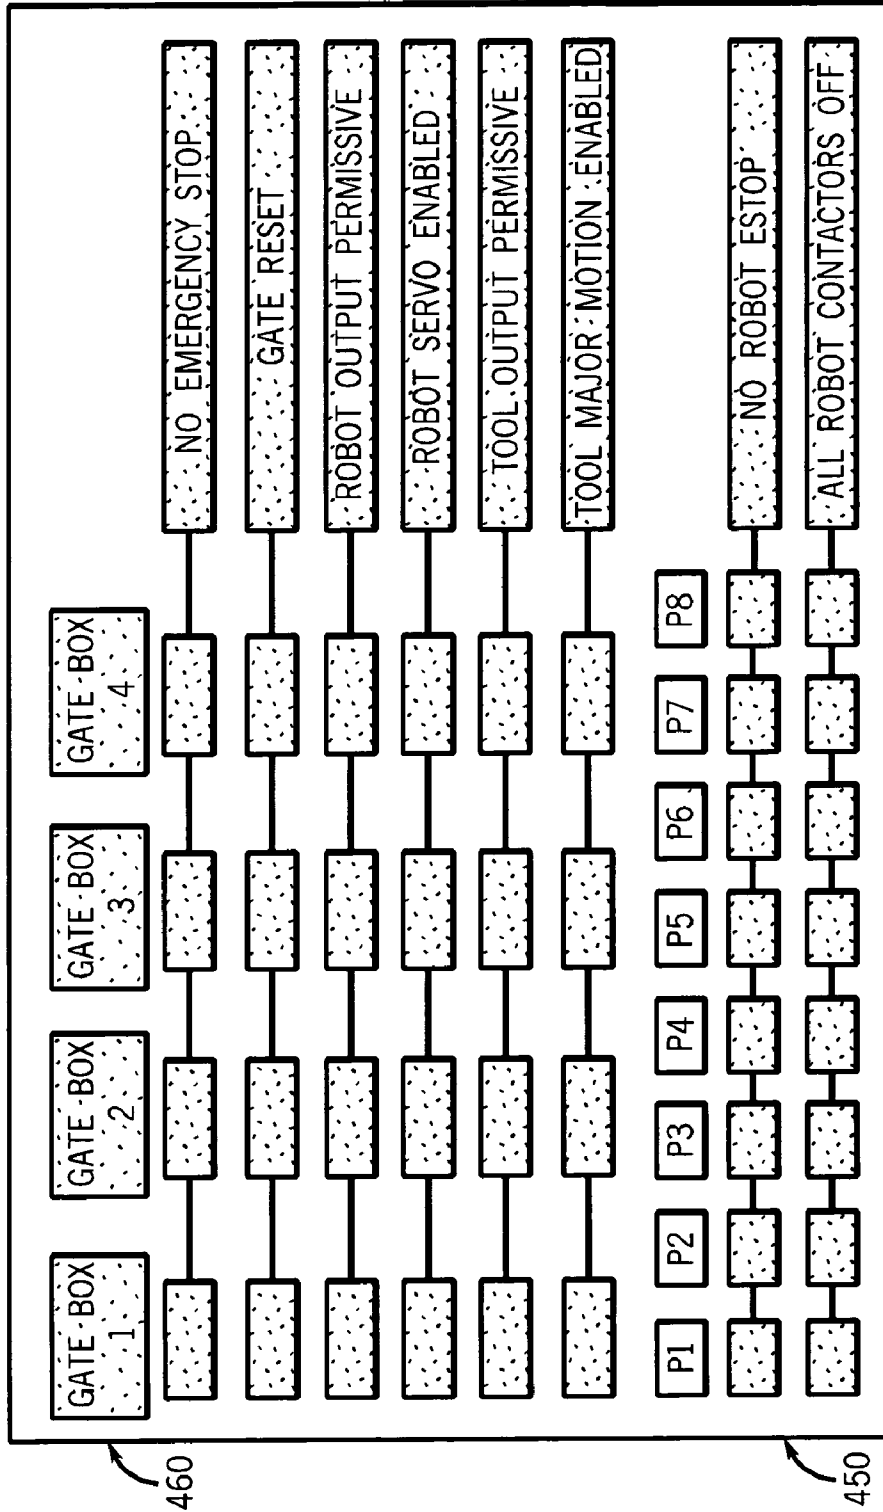 460
GATE BOX
1
GATE BOX
2
GATE BOX
3
GATE BOX
4
NO EMERGENCY STOP
GATE RESET
ROBOT OUTPUT PERMISSIVE
ROBOT SERVO ENABLED
TOOL OUTPUT PERMISSIVE
TOOL MAJOR MOTION ENABLED
P1
P2
P3
P4
P5
P6
P7
P8
NO ROBOT ESTOP
ALL ROBOT CONTACTORS OFF
450